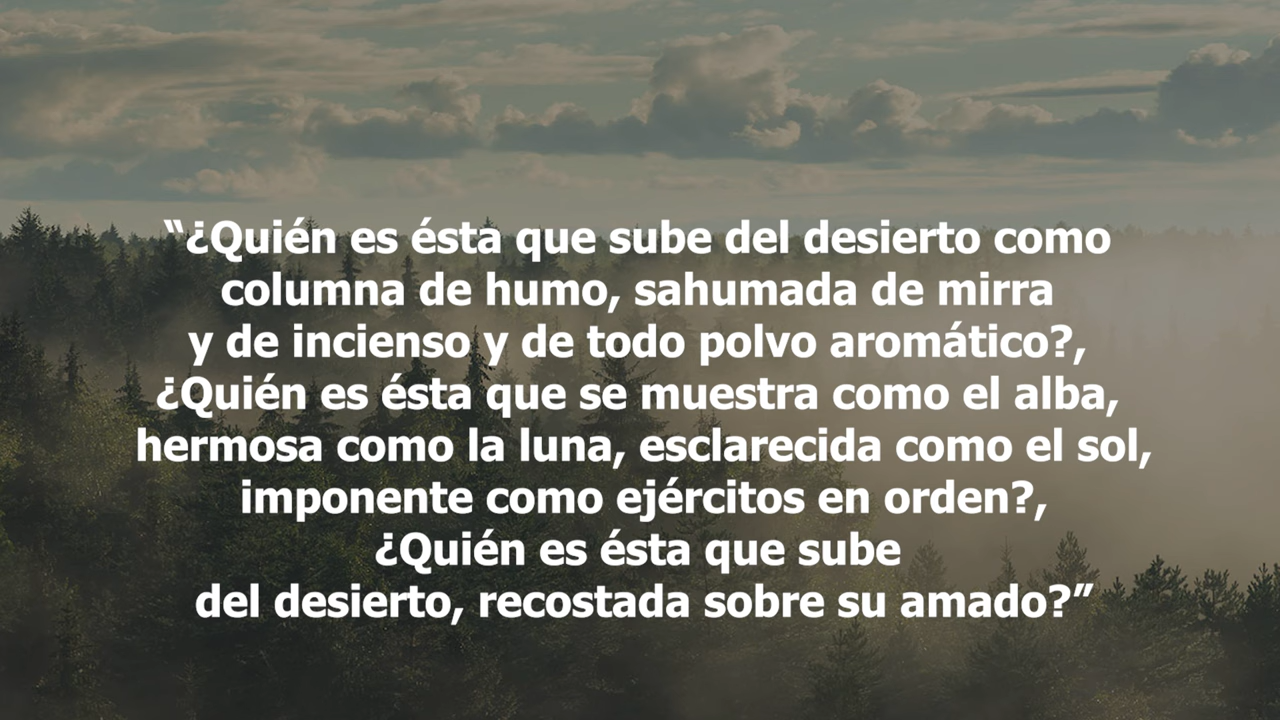 “¿Quién es ésta que sube del desierto como
columna de humo, sahumada de mirra
y de incienso y de todo polvo aromático?,
¿Quién es ésta que se muestra como el alba,
hermosa como la luna, esclarecida como el sol,
imponente como ejércitos en orden?,
¿Quién es ésta que sube
del desierto, recostada sobre su amado?”